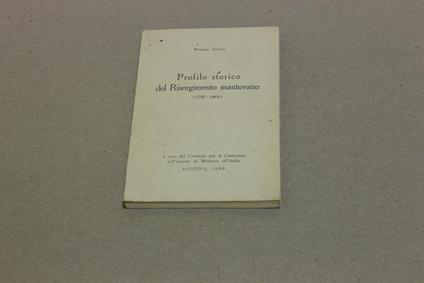 Renato Giusti
Profilo storico
del Risorgimento mantovano
(1797 - 1866)
a cura del Comitato per il Centenario
dell'unione di Mantova all'Italia
MANTOVA, 1966